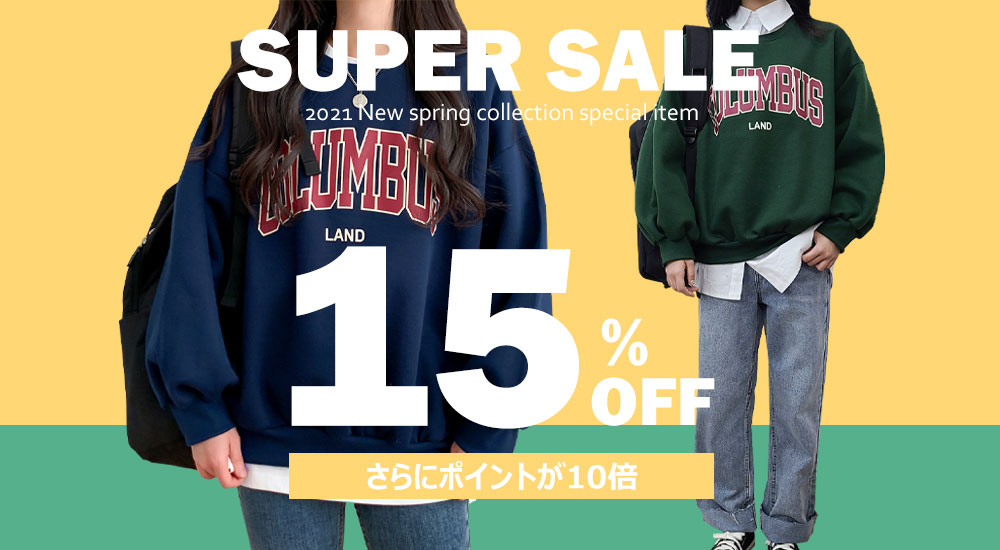 SUPER SALE
2021 New spring collection special item
COLUMBUS
LAND
COLUMBUS
LAND
15
%
OFF
さらにポイントが10倍